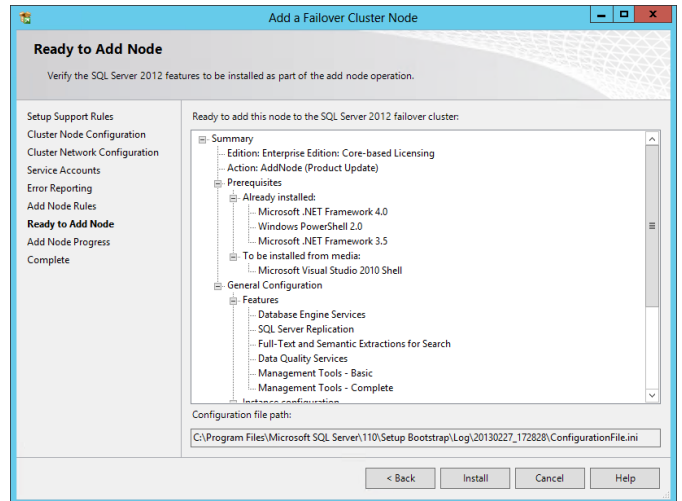 Add a Failover Cluster Node
Ready to Add Node
Verify the SQL Server 2012 features to be installed as part of the add node operation.
Setup Support Rules
Cluster Node Configuration
Cluster Network Configuration
Service Accounts
Error Reporting
Add Node Rules
Ready to Add Node
Add Node Progress
Complete
Ready to add this node to the SQL Server 2012 failover cluster:
Summary
Edition: Enterprise Edition: Core-based Licensing
Action: AddNode (Product Update)
Prerequisites
Already installed:
Microsoft .NET Framework 4.0
Windows PowerShell 2.0
Microsoft .NET Framework 3.5
To be installed from media:
Microsoft Visual Studio 2010 Shell
General Configuration
Features
Database Engine Services
SQL Server Replication
Full-Text and Semantic Extractions for Search
Data Quality Services
Management Tools - Basic
Management Tools - Complete
Instance configuration
Configuration file path:
C:\Program Files\Microsoft SQL Server\110\Setup Bootstrap\Log\20130227_172828\ConfigurationFile.ini
< Back
Install
Cancel
Help